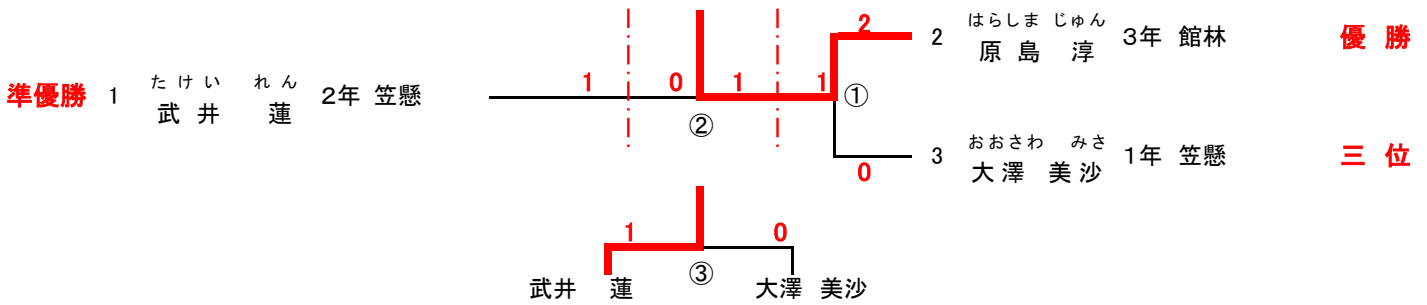 準優勝 1 たけい れん 武井 蓮 2年 笠懸
1 0 1 1 ①
②
2 2 はらしま じゅん 原島 淳 3年 館林 優勝
0 3 おおさわ みさ 大澤 美沙 1年 笠懸 三位
1 0
③
武井 蓮 大澤 美沙